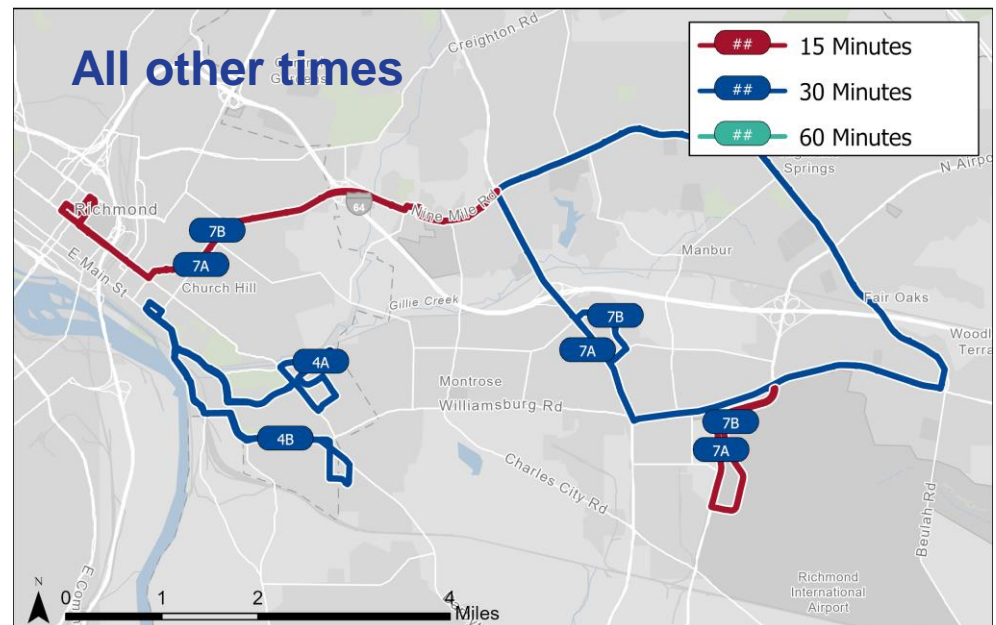 All other times
Creighton Rd
Gardens
## 15 Minutes
## 30 Minutes
## 60 Minutes
Springs
N Airpo
64
Richmond
Nine Mile Rd
7B
7A
Church Hill
E Main St
Manbur
Gillie Creek
Fair Oaks
7B
7A
Woodl
Terra
4A
Montrose
Williamsburg Rd
4B
7B
7A
Charles City Rd
Beulah Rd
Richmond
International
Airport
N
0 1 2 4
Miles